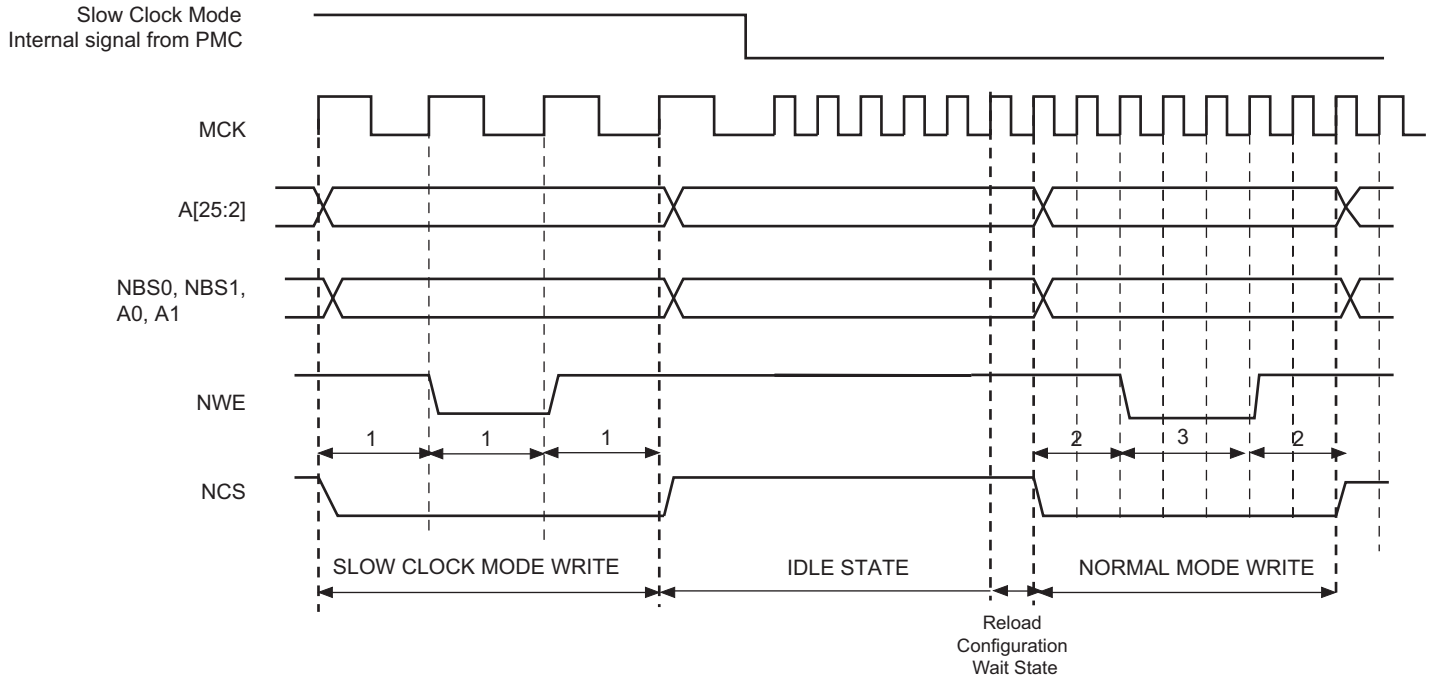 Slow Clock Mode
Internal signal from PMC
MCK
A[25:2]
NBS0, NBS1,
A0, A1
NWE
1 1 1 2 3 2
NCS
SLOW CLOCK MODE WRITE IDLE STATE NORMAL MODE WRITE
Reload
Configuration
Wait State